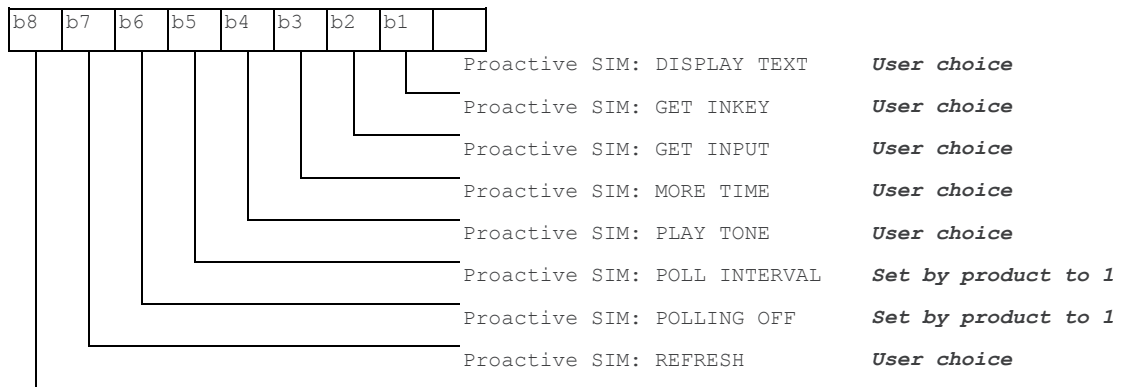 b8 b7 b6 b5 b4 b3 b2 b1
Proactive SIM: DISPLAY TEXT User choice
Proactive SIM: GET INKEY User choice
Proactive SIM: GET INPUT User choice
Proactive SIM: MORE TIME User choice
Proactive SIM: PLAY TONE User choice
Proactive SIM: POLL INTERVAL Set by product to 1
Proactive SIM: POLLING OFF Set by product to 1
Proactive SIM: REFRESH User choice